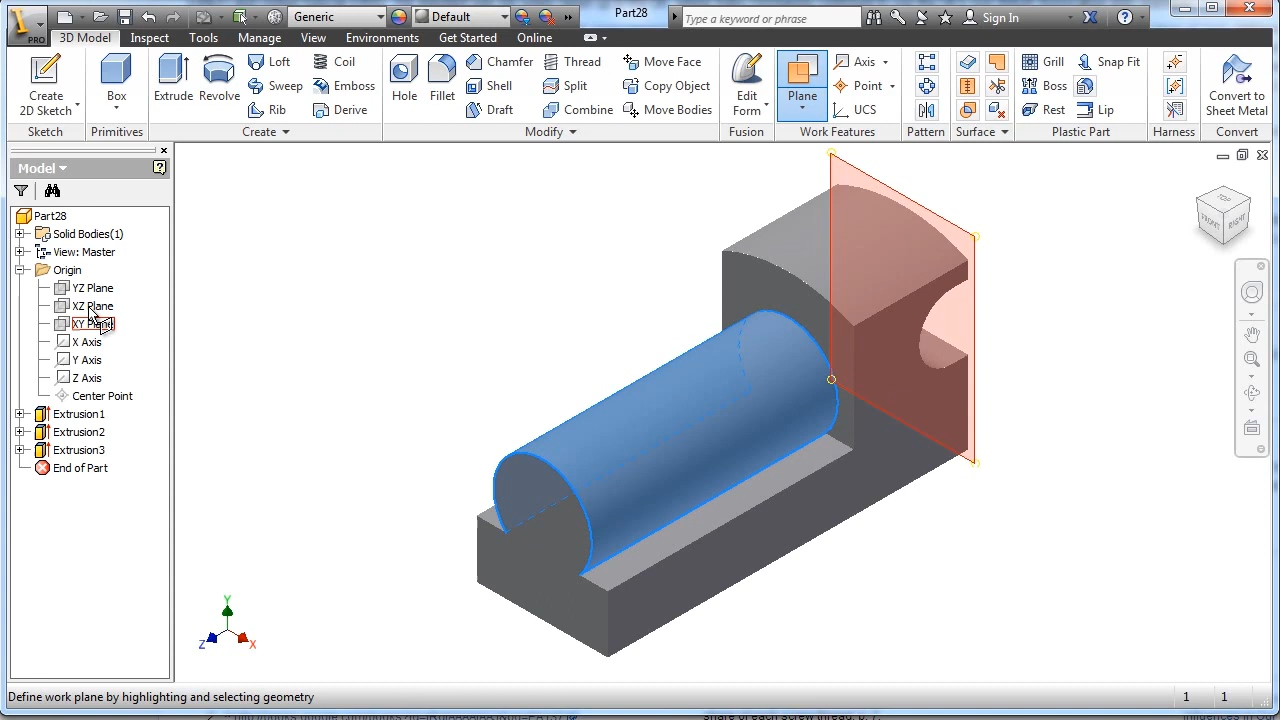 Generic
Default
Part28
Type a keyword or phrase
Sign In
PRO
3D Model Inspect Tools Manage View Environments Get Started Online
Create
2D Sketch
Box
Extrude
Revolve
Loft
Sweep
Rib
Coil
Emboss
Derive
Hole
Fillet
Chamfer
Shell
Draft
Thread
Split
Combine
Move Face
Copy Object
Move Bodies
Edit
Form
Plane
Axis
Point
UCS
Grill
Boss
Rest
Snap Fit
Lip
Convert to
Sheet Metal
Sketch Primitives Create Modify Fusion Work Features Pattern Surface Plastic Part Harness Convert
Model
Part28
Solid Bodies(1)
View: Master
Origin
YZ Plane
XZ Plane
XY Plane
X Axis
Y Axis
Z Axis
Center Point
Extrusion1
Extrusion2
Extrusion3
End of Part
TOP
FRONT
RIGHT
Y
Z
X
Define work plane by highlighting and selecting geometry
1 1